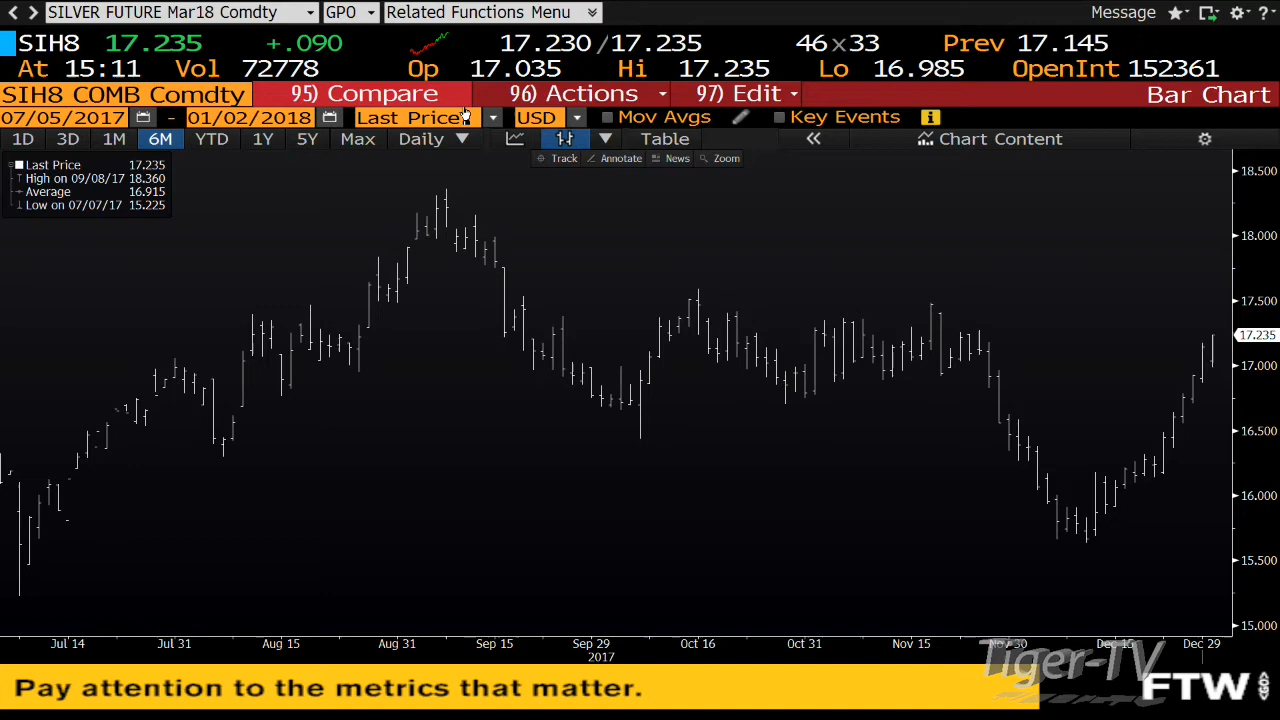 SILVER FUTURE Mar18 Comdty GPO Related Functions Menu Message ?
SIH8 17.235 +.090 17.230 /17.235 46x33 Prev 17.145
At 15:11 Vol 72778 Op 17.035 Hi 17.235 Lo 16.985 OpenInt 152361
SIH8 COMB Comdty 95) Compare 96) Actions 97) Edit Bar Chart
07/05/2017 - 01/02/2018 Last Price USD Mov Avgs Key Events i
1D 3D 1M 6M YTD 1Y 5Y Max Daily Table « Chart Content
Track Annotate News Zoom
Last Price 17.235
High on 09/08/17 18.360
Average 16.915
Low on 07/07/17 15.225
18.500
18.000
17.500
17.235
17.000
16.500
16.000
15.500
15.000
Jul 14 Jul 31 Aug 15 Aug 31 Sep 15 Sep 29 Oct 16 Oct 31 Nov 15 Nov 30 Dec 15 Dec 29
2017
Tiger-TV
Pay attention to the metrics that matter.
FTW